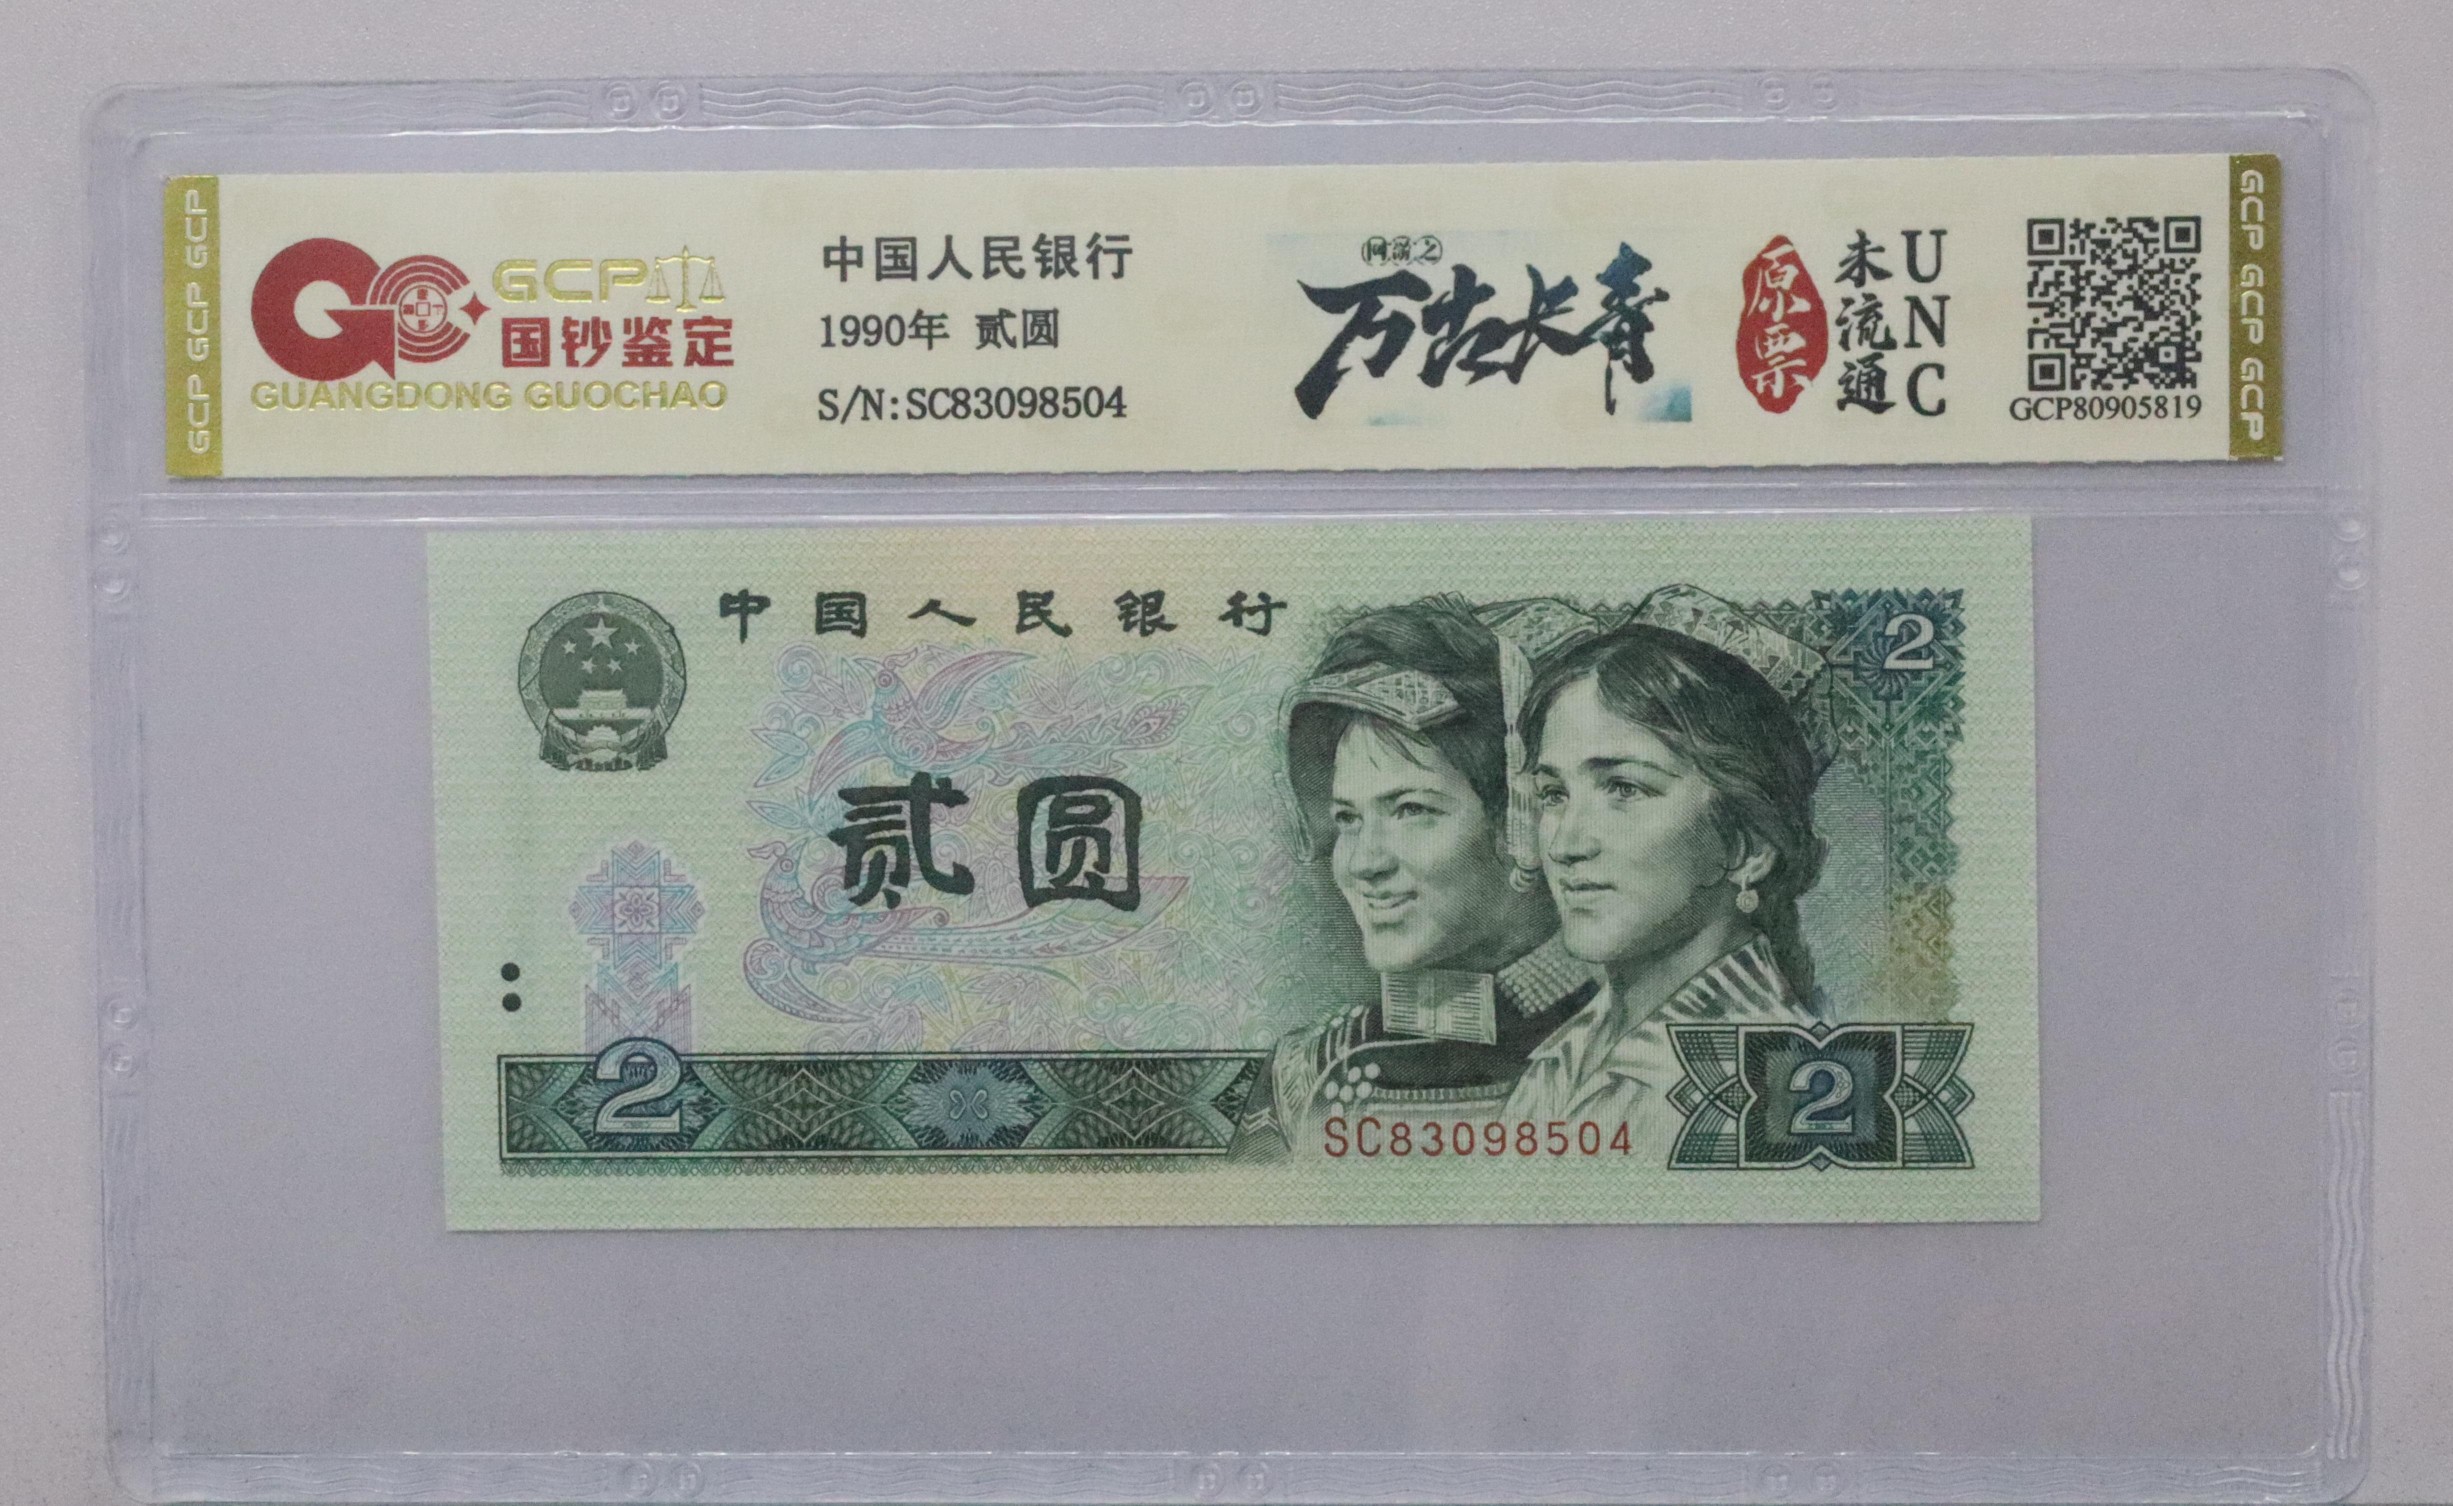 GCP GCP GCP
GCP
国钞鉴定
GUANGDONG GUOCHAO
中国人民银行
1990年 贰圆
S/N:SC83098504
万古长青
原票
未流通
UNC
GCP80905819
GCP GCP GCP
中国人民银行
2
贰圆
2
SC83098504
2